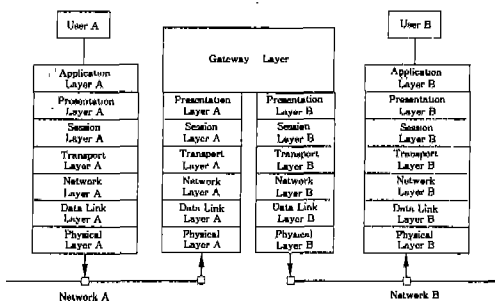 User A
User B
Gateway Layer
Application
Layer A
Presentation
Layer A
Session
Layer A
Transport
Layer A
Network
Layer A
Data Link
Layer A
Physical
Layer A
Presentation
Layer A
Session
Layer A
Transport
Layer A
Network
Layer A
Data Link
Layer A
Physical
Layer A
Presentation
Layer B
Session
Layer B
Transport
Layer B
Network
Layer B
Data Link
Layer B
Physical
Layer B
Application
Layer B
Presentation
Layer B
Session
Layer B
Transport
Layer B
Network
Layer B
Data Link
Layer B
Physical
Layer B
Network A
Network B